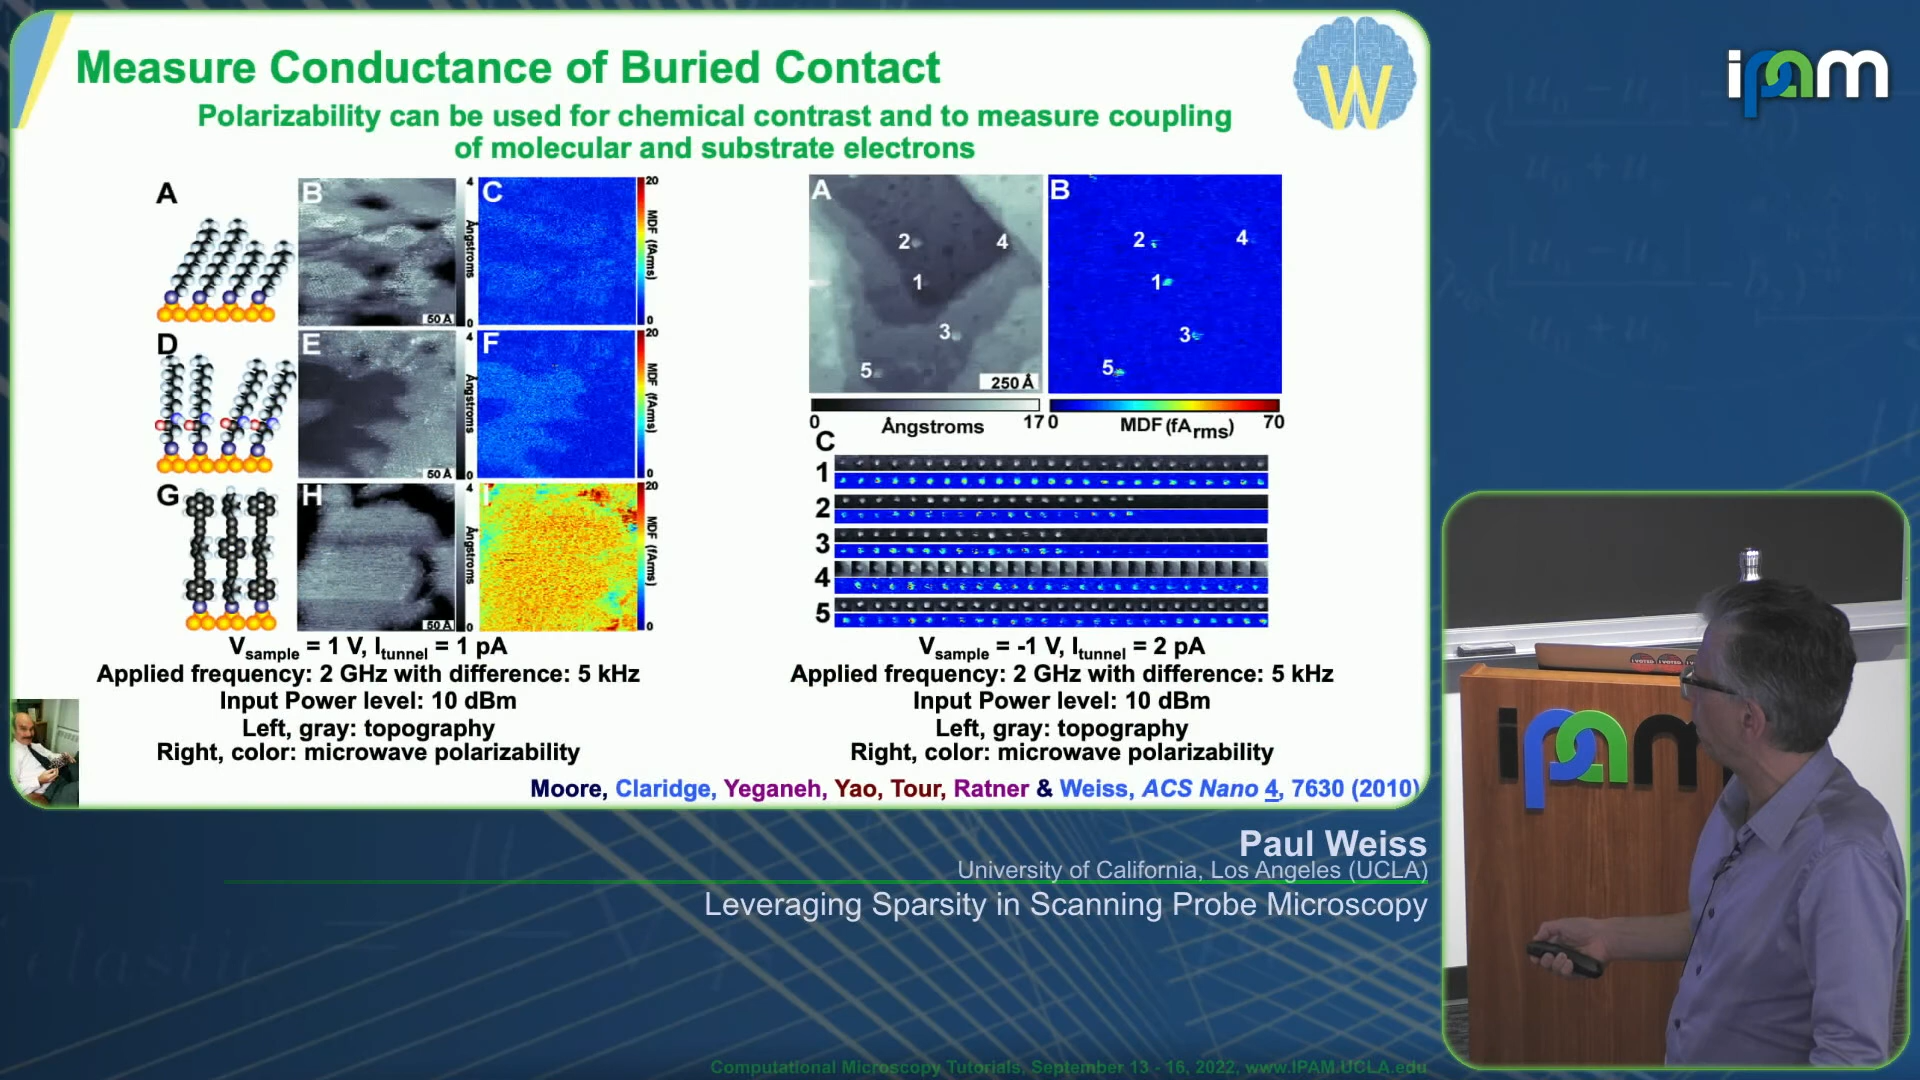 Measure Conductance of Buried Contact
Polarizability can be used for chemical contrast and to measure coupling
of molecular and substrate electrons
W
ipam
A
B
4
Ångstroms
0
50 Å
C
20
MDF (fArms)
0
D
E
4
Ångstroms
0
50 Å
F
20
MDF (fArms)
0
G
H
4
Ångstroms
0
50 Å
I
20
MDF (fArms)
0
Vsample = 1 V, Itunnel = 1 pA
Applied frequency: 2 GHz with difference: 5 kHz
Input Power level: 10 dBm
Left, gray: topography
Right, color: microwave polarizability
A
2
4
1
3
5
250 Å
0 Ångstroms 17
B
2
4
1
3
5
0 MDF (fArms) 70
C
1
2
3
4
5
Vsample = -1 V, Itunnel = 2 pA
Applied frequency: 2 GHz with difference: 5 kHz
Input Power level: 10 dBm
Left, gray: topography
Right, color: microwave polarizability
Moore, Claridge, Yeganeh, Yao, Tour, Ratner & Weiss, ACS Nano 4, 7630 (2010)
ipam
Paul Weiss
University of California, Los Angeles (UCLA)
Leveraging Sparsity in Scanning Probe Microscopy
Computational Microscopy Tutorials, September 13 - 16, 2022, www.IPAM.UCLA.edu